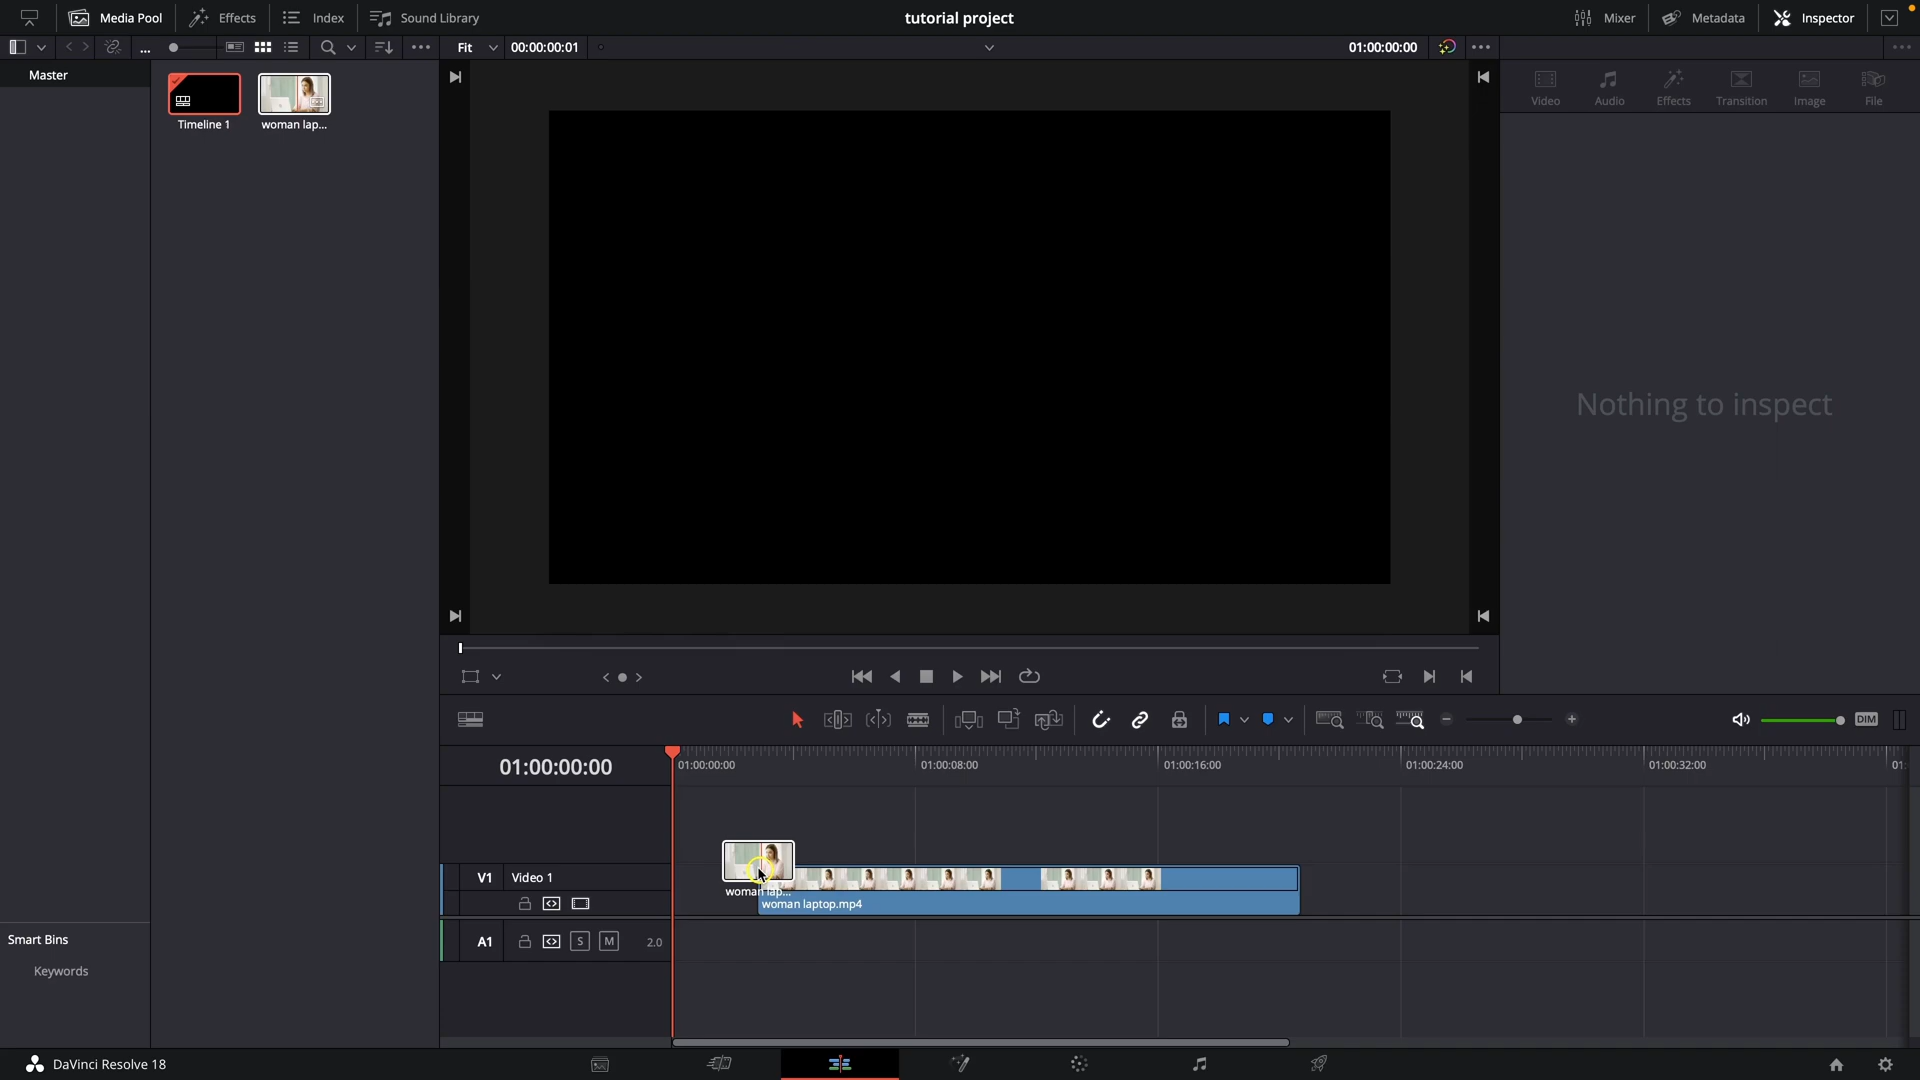 Media Pool
Effects
Index
Sound Library
tutorial project
Mixer
Metadata
Inspector
...
Fit
00:00:00:01
01:00:00:00
Master
Timeline 1
woman lap...
Video
Audio
Effects
Transition
Image
File
Nothing to inspect
DIM
01:00:00:00
01:00:00:00
01:00:08:00
01:00:16:00
01:00:24:00
01:00:32:00
01:
V1
Video 1
woman lap...
woman laptop.mp4
A1
S
M
2.0
Smart Bins
Keywords
DaVinci Resolve 18